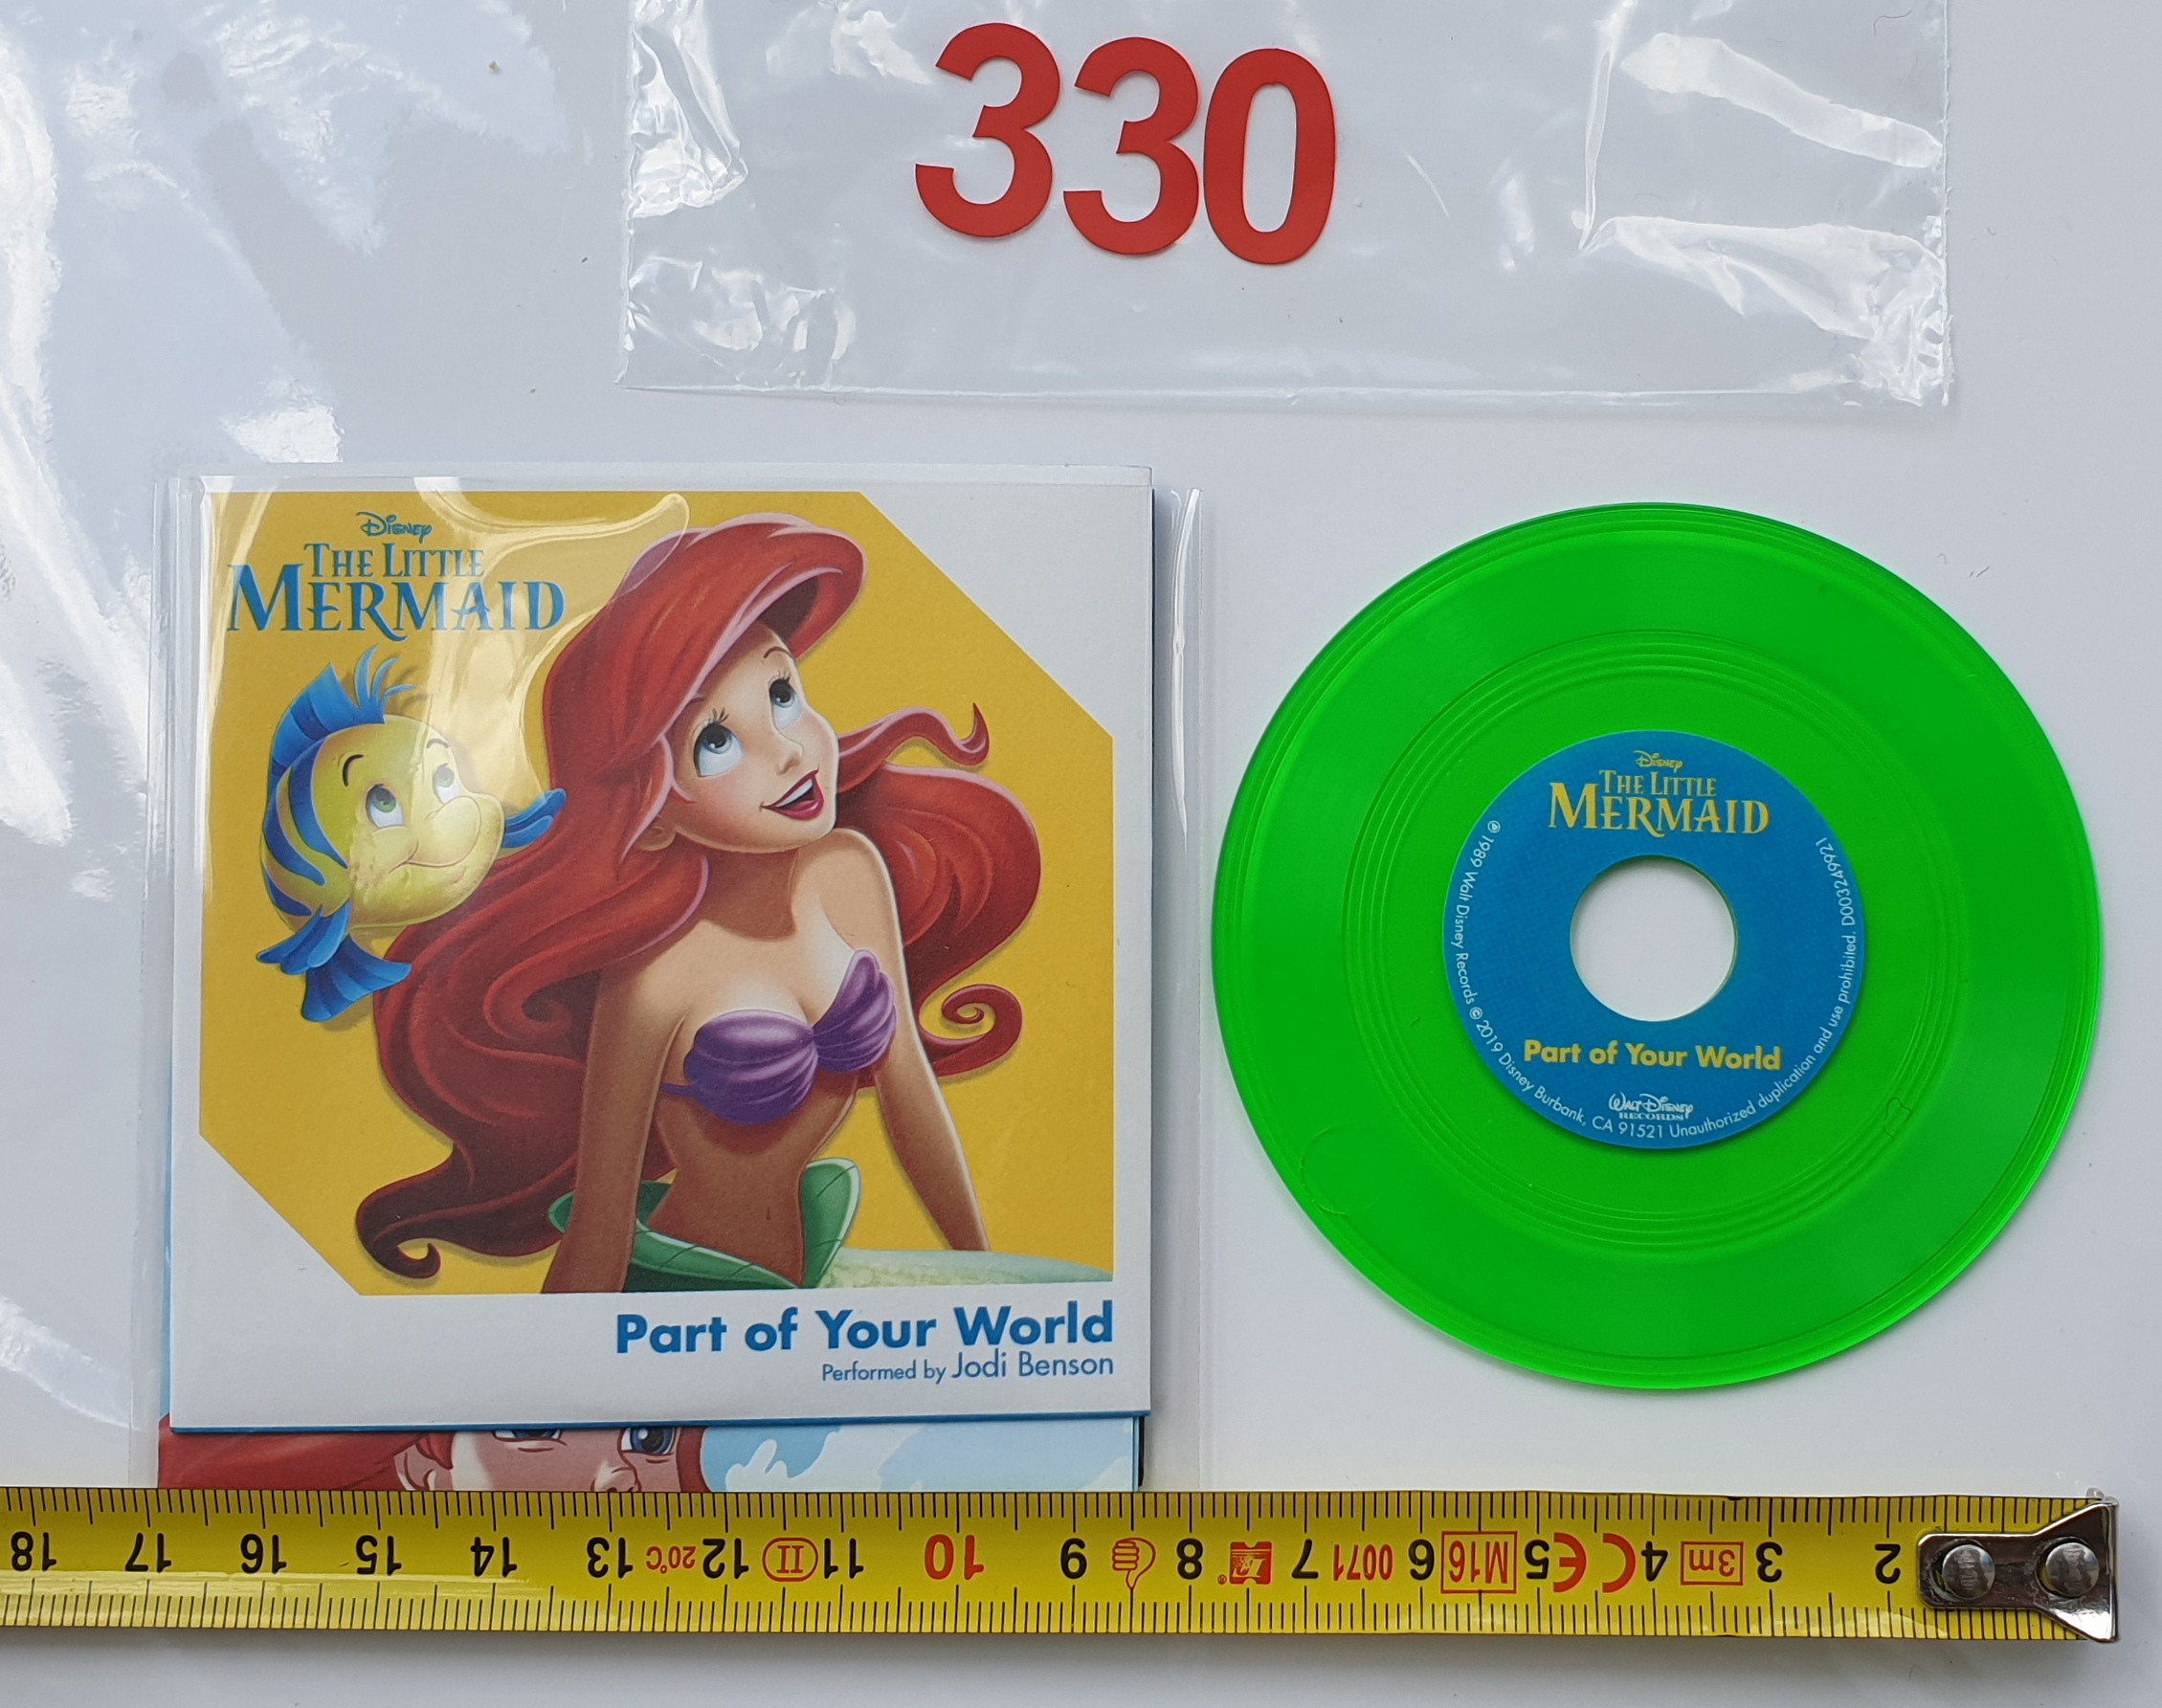 330
Disney
The Little
Mermaid
Part of Your World
Performed by Jodi Benson
Disney
The Little
Mermaid
Part of Your World
Walt Disney
Records
℗ 1989 Walt Disney Records © 2019 Disney Burbank, CA 91521 Unauthorized duplication and use prohibited. D003249921
18 17 16 15 14 13 20°C 12 II 11 10 9 8 7 0071 6 M16 5 CE 4 3m 3 2